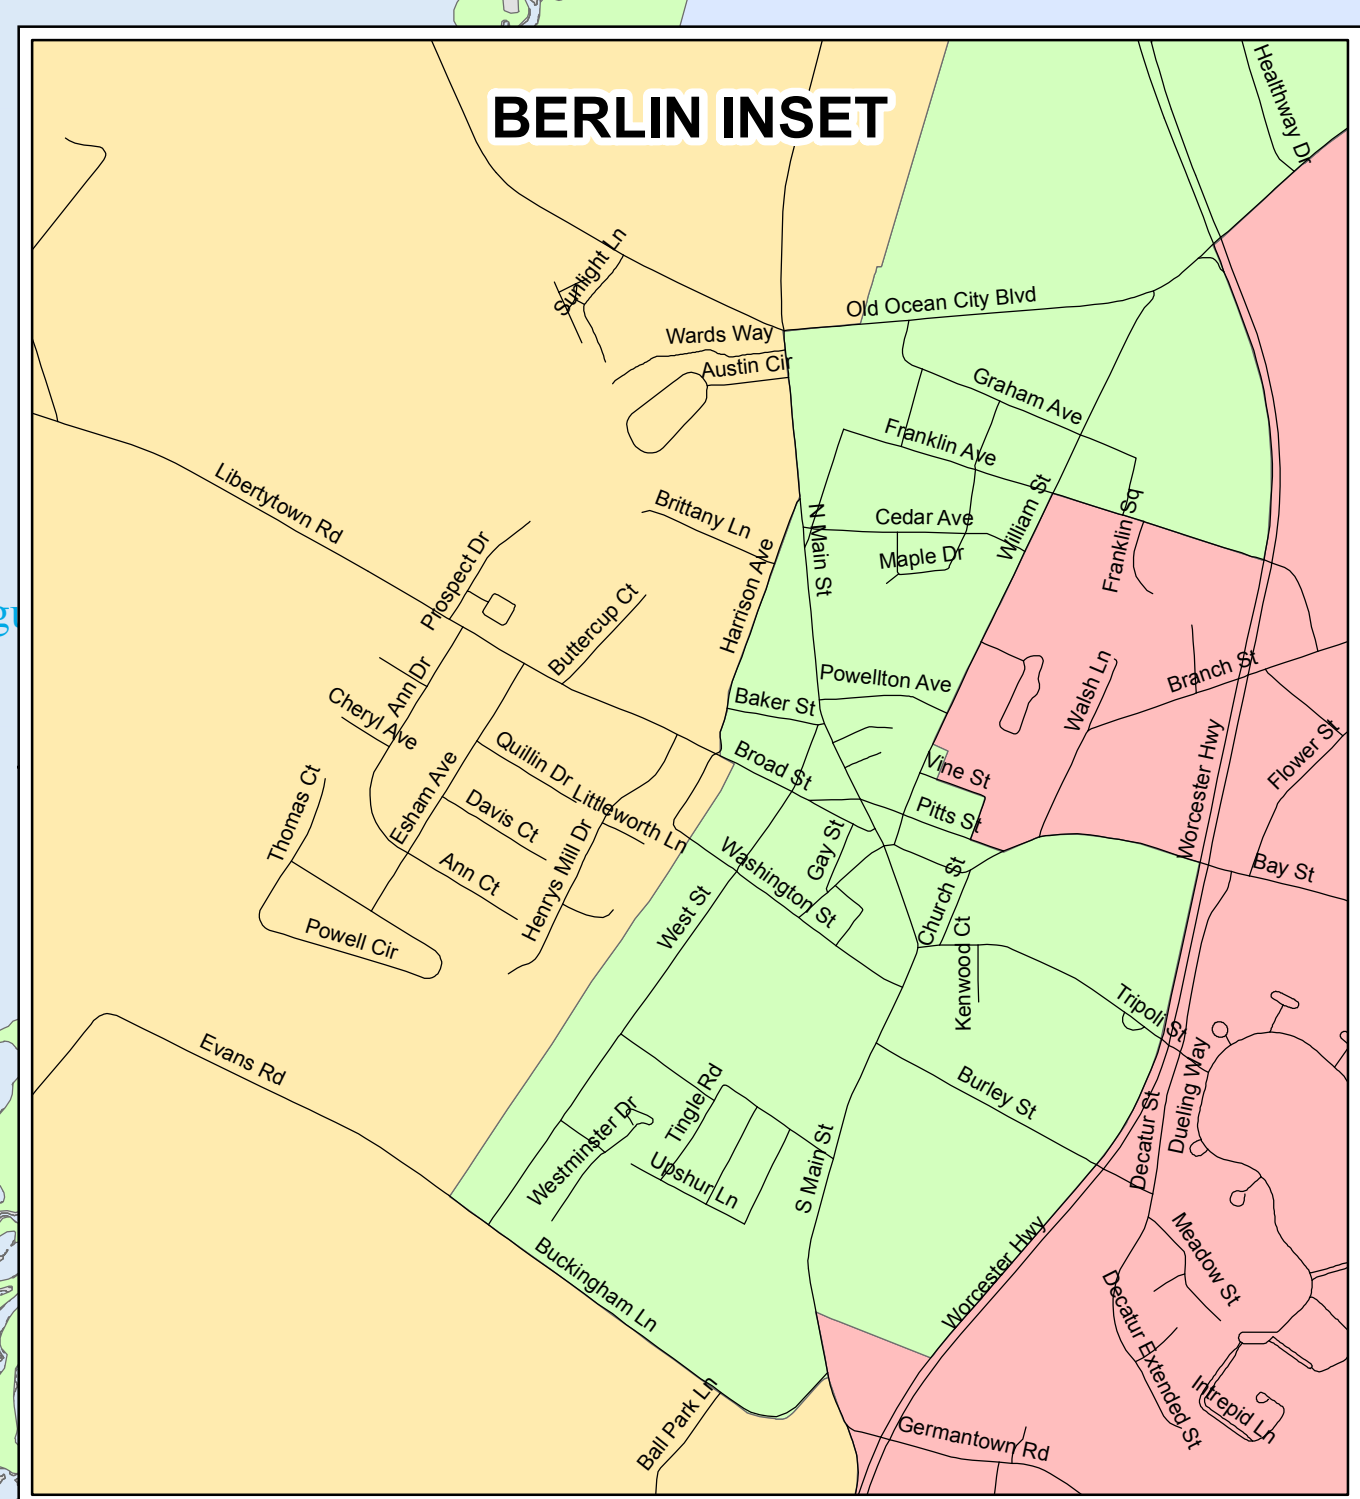 BERLIN INSET
Healthway Dr
Sunlight Ln
Old Ocean City Blvd
Wards Way
Austin Cir
Graham Ave
Franklin Ave
Libertytown Rd
Brittany Ln
N Main St
Cedar Ave
William St
Franklin Sq
Maple Dr
Prospect Dr
Harrison Ave
Buttercup Ct
Ann Dr
Cheryl Ave
Powellton Ave
Walsh Ln
Branch St
Baker St
Quillin Dr
Broad St
Vine St
Worcester Hwy
Flower St
Thomas Ct
Esham Ave
Davis Ct
Littleworth Ln
Pitts St
Gay St
Henrys Mill Dr
Ann Ct
Washington St
Bay St
West St
Church St
Powell Cir
Kenwood Ct
Tripoli St
Evans Rd
Burley St
Tingle Rd
Dueling Way
Decatur St
Westminster Dr
Upshur Ln
S Main St
Meadow St
Worcester Hwy
Buckingham Ln
Decatur Extended St
Ball Park Ln
Intrepid Ln
Germantown Rd